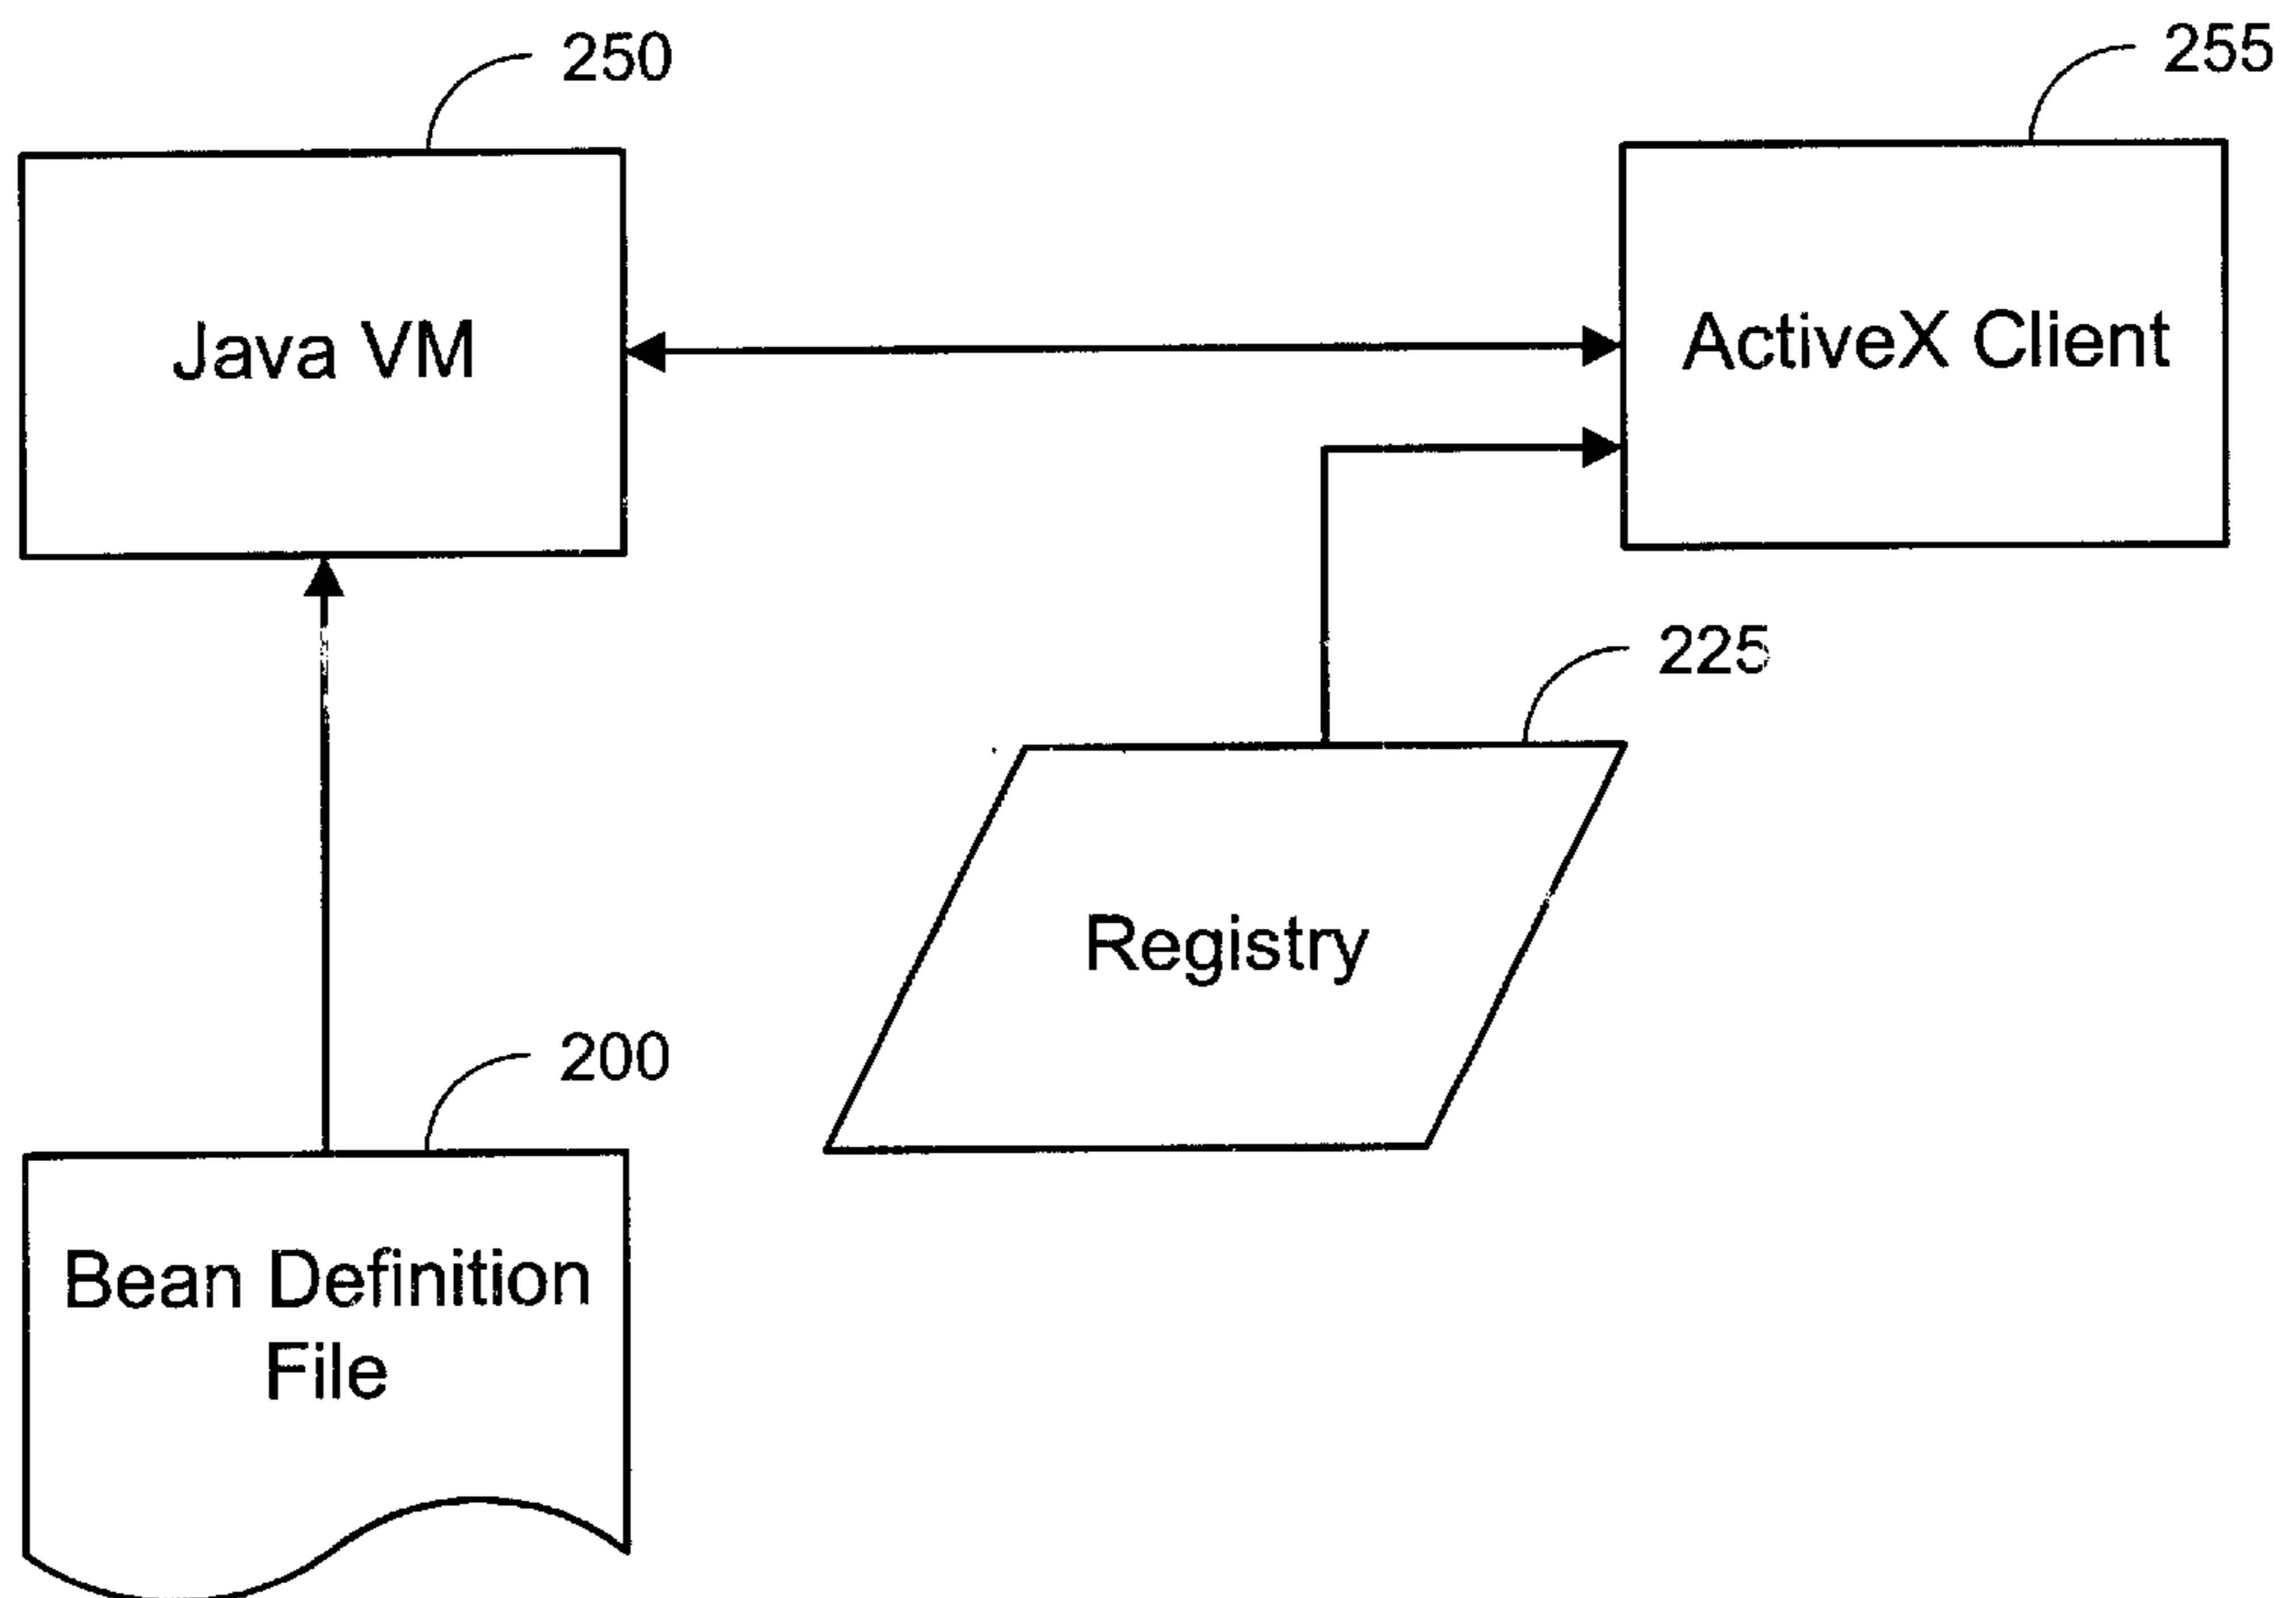 250
255
Java VM
ActiveX Client
225
Registry
200
Bean Definition
File